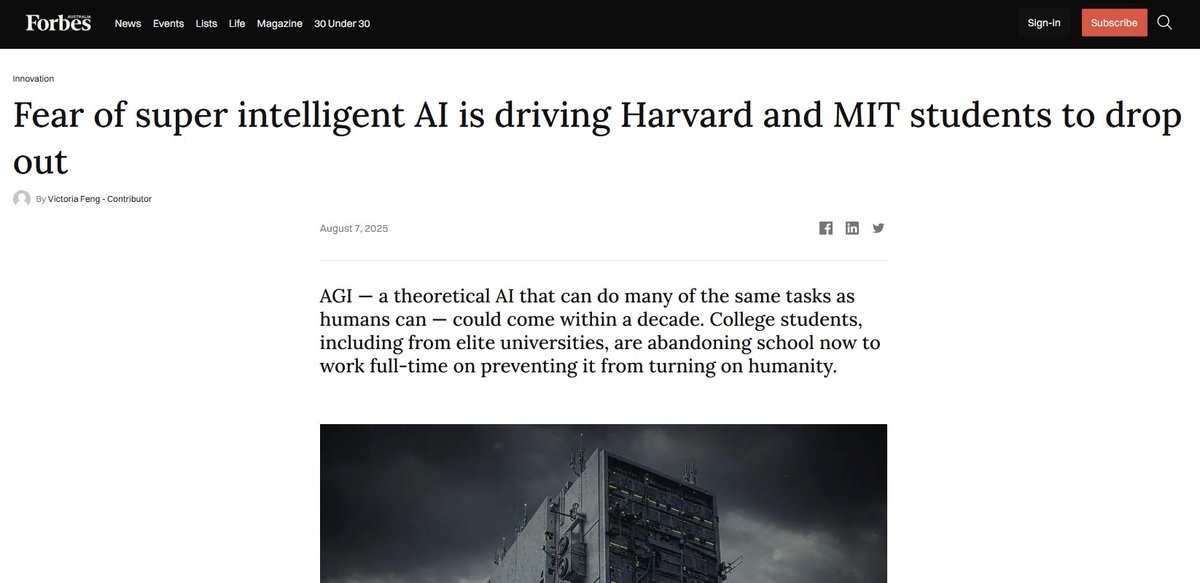 Forbes AUSTRALIA News Events Lists Life Magazine 30 Under 30 Sign-in Subscribe
Innovation
Fear of super intelligent AI is driving Harvard and MIT students to drop
out
By Victoria Feng - Contributor
August 7, 2025
AGI — a theoretical AI that can do many of the same tasks as
humans can — could come within a decade. College students,
including from elite universities, are abandoning school now to
work full-time on preventing it from turning on humanity.